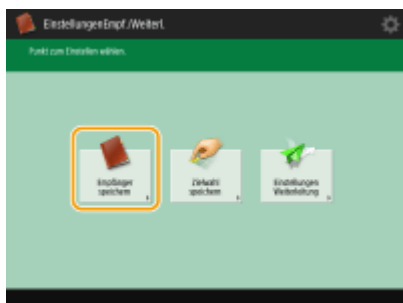 EinstellungenEmpf./Weiterl.
Punkt zum Einstellen wählen.
Empfänger
speichern
Zielwahl
speichern
Einstellungen
Weiterleitung